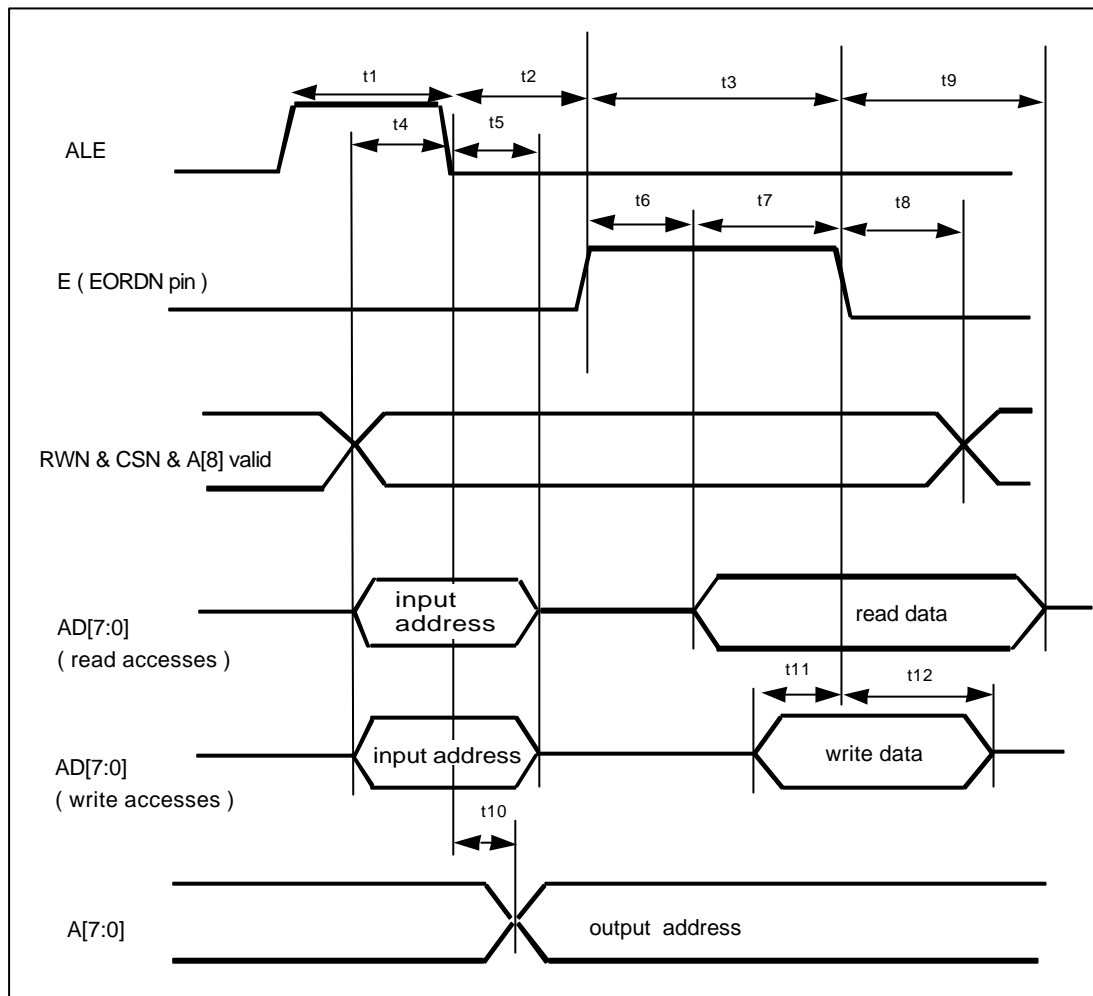 t1
t2
t3
t9
t4
t5
ALE
t6
t7
t8
E ( EORDN pin )
RWN & CSN & A[8] valid
input
address
read data
AD[7:0]
( read accesses )
t11
t12
input address
write data
AD[7:0]
( write accesses )
t10
A[7:0]
output address